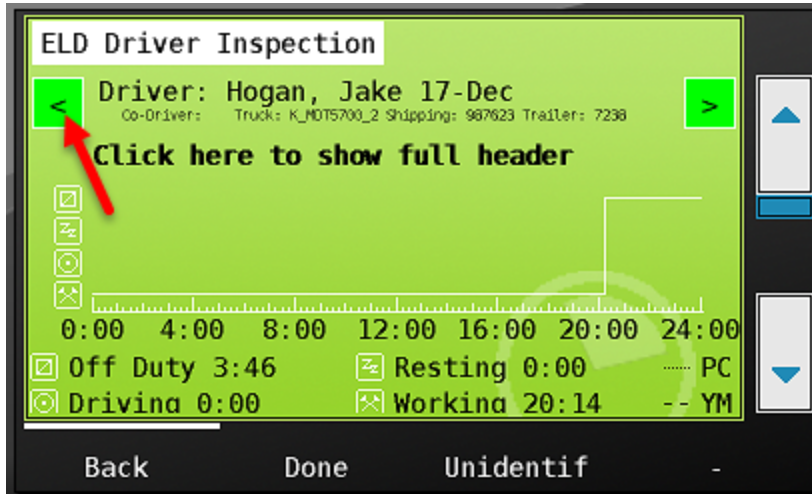 ELD Driver Inspection
< Driver: Hogan, Jake 17-Dec >
Co-Driver: Truck: K_MOT5700_2 Shipping: 987623 Trailer: 7238
Click here to show full header
0:00 4:00 8:00 12:00 16:00 20:00 24:00
Off Duty 3:46 Resting 0:00 PC
Driving 0:00 Working 20:14 -- YM
Back Done Unidentif -